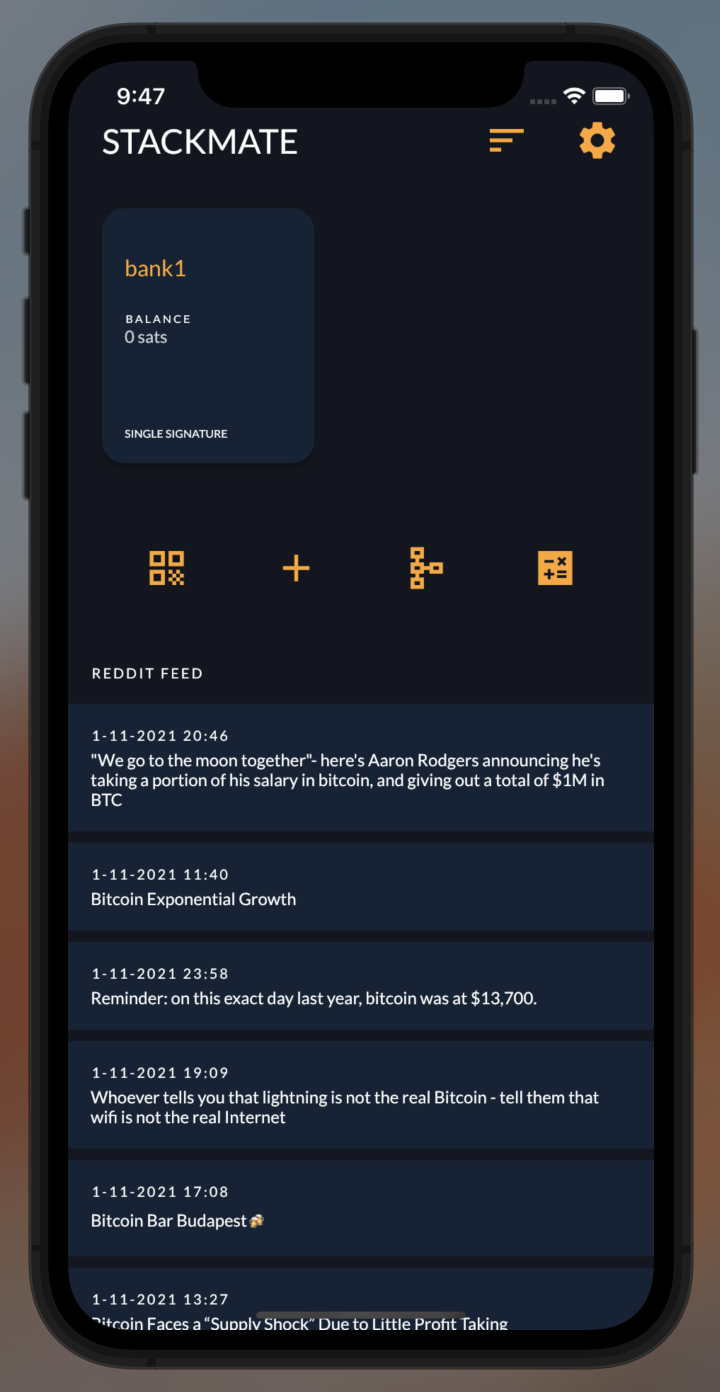 9:47
STACKMATE
bank1
BALANCE
0 sats
SINGLE SIGNATURE
REDDIT FEED
1-11-2021 20:46
"We go to the moon together"- here's Aaron Rodgers announcing he's
taking a portion of his salary in bitcoin, and giving out a total of $1M in
BTC
1-11-2021 11:40
Bitcoin Exponential Growth
1-11-2021 23:58
Reminder: on this exact day last year, bitcoin was at $13,700.
1-11-2021 19:09
Whoever tells you that lightning is not the real Bitcoin - tell them that
wifi is not the real Internet
1-11-2021 17:08
Bitcoin Bar Budapest🍻
1-11-2021 13:27
Bitcoin Faces a “Supply Shock” Due to Little Profit Taking